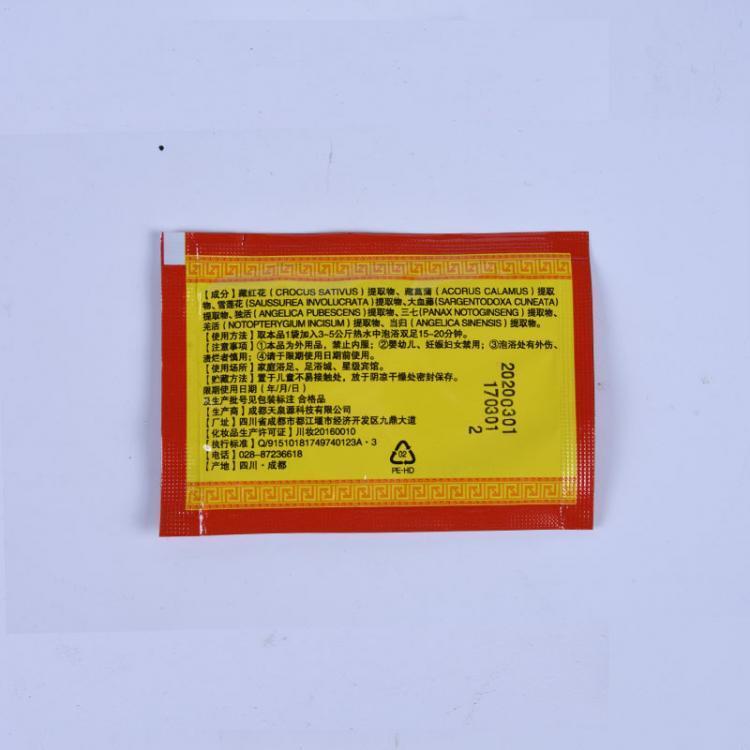 【成分】藏红花（CROCUS SATIVUS）提取物、藏菖蒲（ACORUS CALAMUS）提取
物、雪莲花(SAUSSUREA INVOLUCRATA)提取物、大血藤(SARGENTODOXA CUNEATA)
提取物、独活(ANGELICA PUBESCENS)提取物、三七(PANAX NOTOGINSENG)提取物、
羌活（NOTOPTERYGIUM INCISUM）提取物、当归（ANGELICA SINENSIS）提取物。
【使用方法】取本品1袋加入3-5公斤热水中泡浴双足15-20分钟。
【注意事项】①本品为外用品，禁止内服；②婴幼儿、妊娠妇女禁用；③泡浴处有外伤、
溃烂者慎用；④请于限期使用日期前使用。
【使用场所】家庭浴足、足浴城、星级宾馆。
【贮藏方法】置于儿童不易接触处，放于阴凉干燥处密封保存。
限期使用日期（年/月/日）
及生产批号见包装标注 合格品
【生产商】成都天泉源科技有限公司
【厂址】四川省成都市都江堰市经济开发区九鼎大道
【化妆品生产许可证】川妆20160010
【执行标准】Q/91510181749740123A·3
【电话】028-87236618
【产地】四川·成都
20200301
170301
2
02
PE-HD